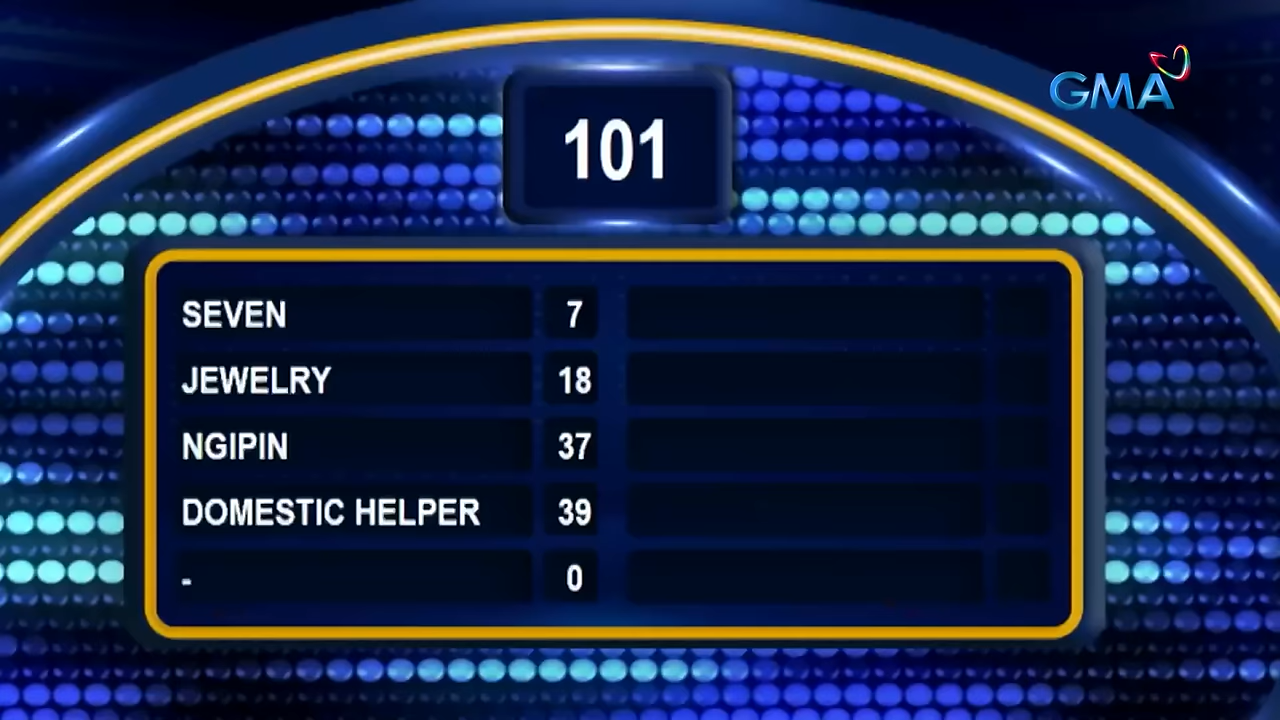 GMA
101
SEVEN 7
JEWELRY 18
NGIPIN 37
DOMESTIC HELPER 39
- 0